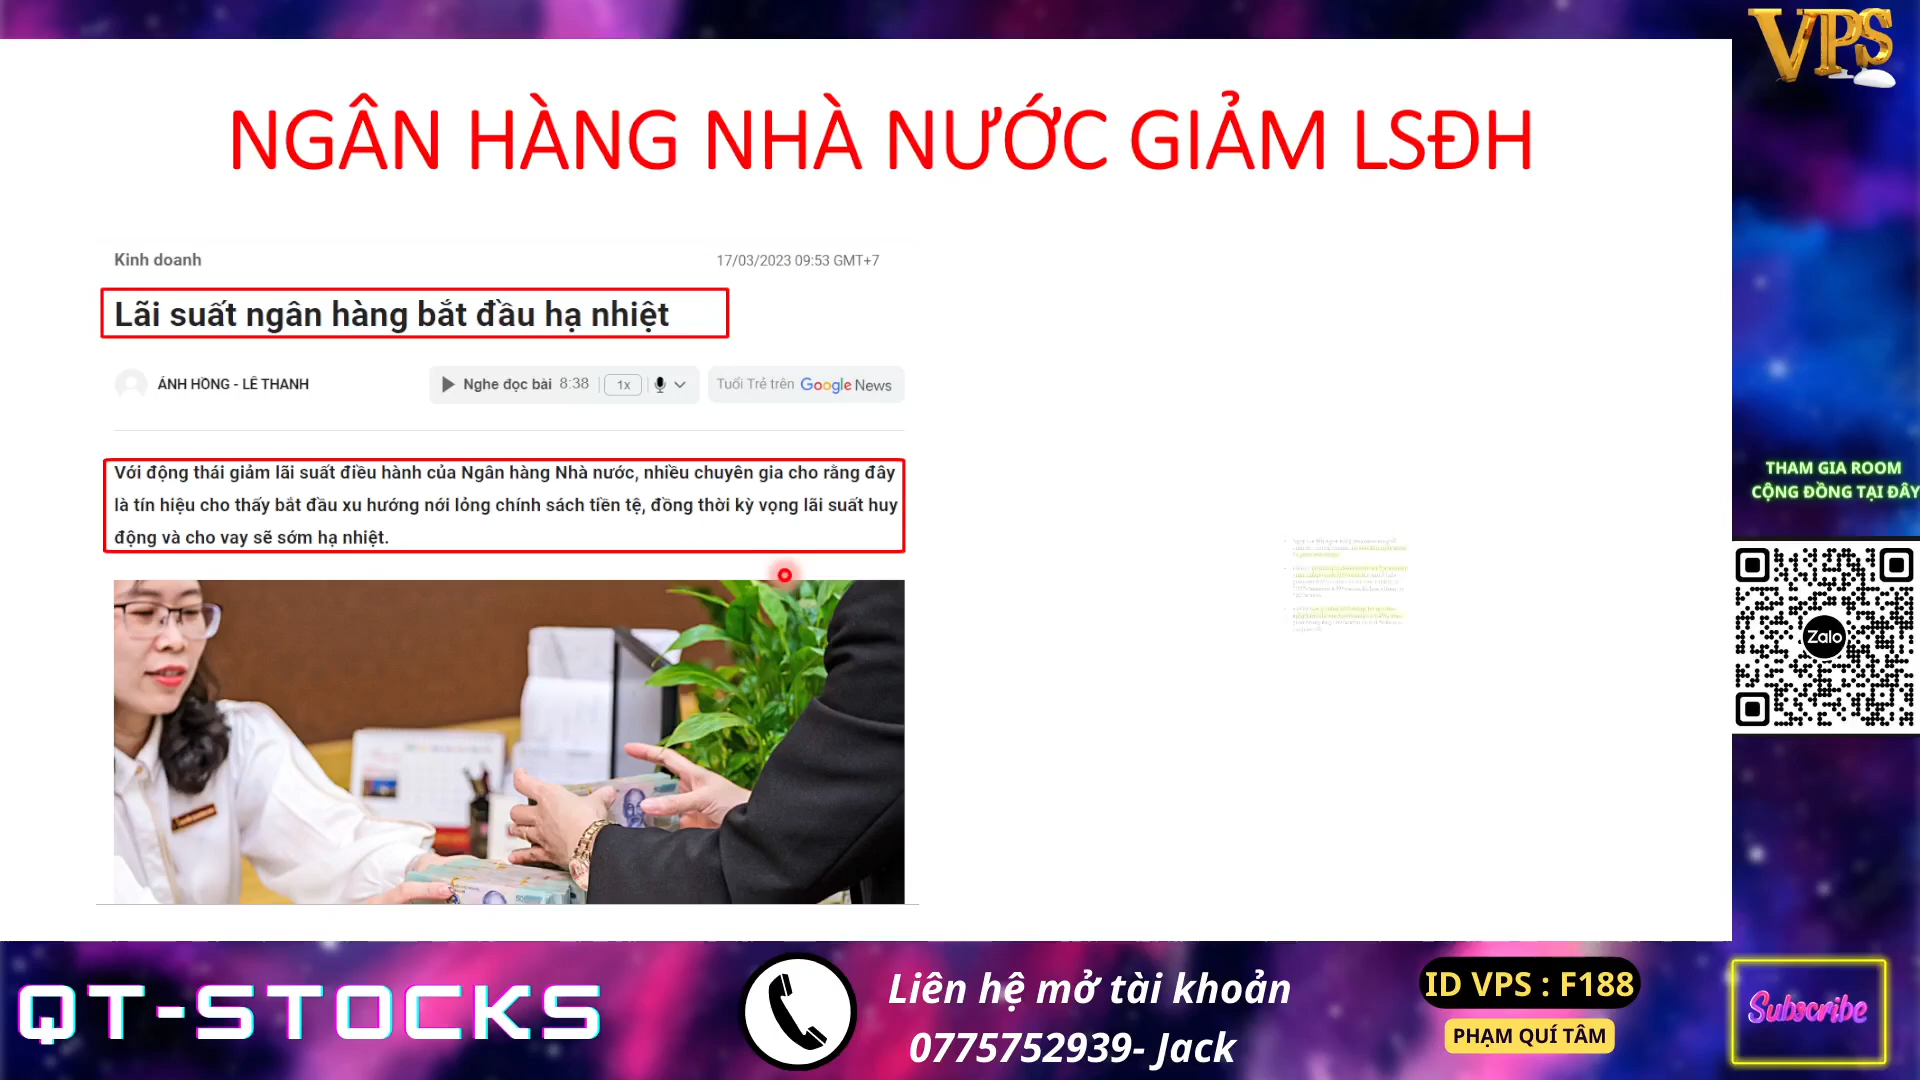 VPS
NGÂN HÀNG NHÀ NƯỚC GIẢM LSĐH
Kinh doanh
17/03/2023 09:53 GMT+7
Lãi suất ngân hàng bắt đầu hạ nhiệt
ÁNH HỒNG - LÊ THANH
Nghe đọc bài 8:38 1x
Tuổi Trẻ trên Google News
Với động thái giảm lãi suất điều hành của Ngân hàng Nhà nước, nhiều chuyên gia cho rằng đây
là tín hiệu cho thấy bắt đầu xu hướng nới lỏng chính sách tiền tệ, đồng thời kỳ vọng lãi suất huy
động và cho vay sẽ sớm hạ nhiệt.
THAM GIA ROOM
CỘNG ĐỒNG TẠI ĐÂY
Zalo
QT-STOCKS
Liên hệ mở tài khoản
0775752939- Jack
ID VPS : F188
PHẠM QUÍ TÂM
Subscribe